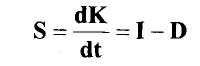 S = dK/dt = I – D